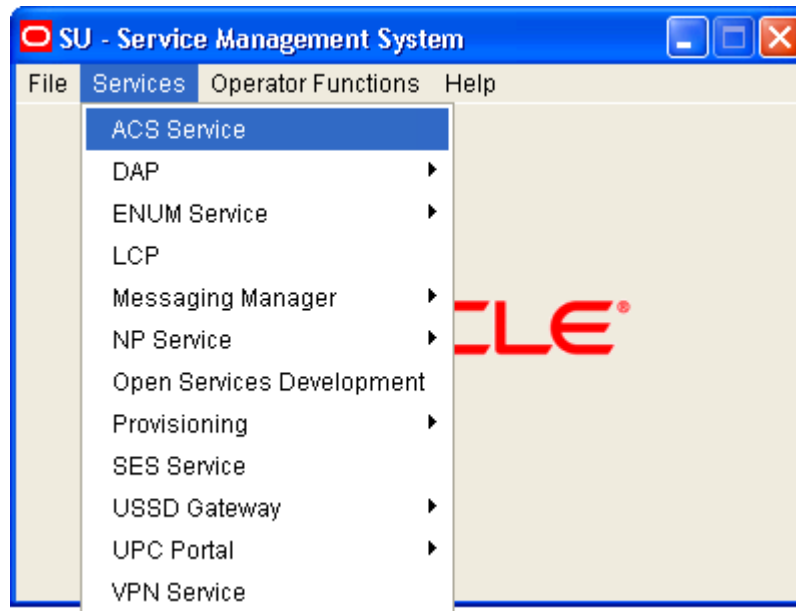 SU - Service Management System
File Services Operator Functions Help
ACS Service
DAP
ENUM Service
LCP
Messaging Manager
NP Service
Open Services Development
Provisioning
SES Service
USSD Gateway
UPC Portal
VPN Service
CLE®